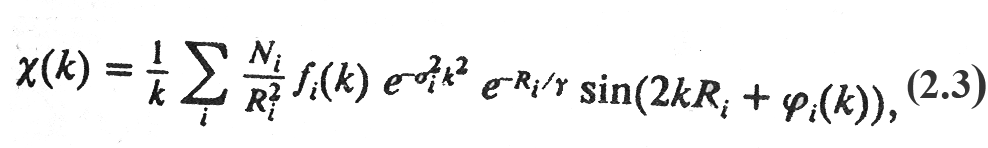 χ(k) = 1/k ∑_i N_i/R_i^2 f_i(k) e^{-σ_i^2 k^2} e^{-R_i/γ} sin(2kR_i + φ_i(k)), (2.3)